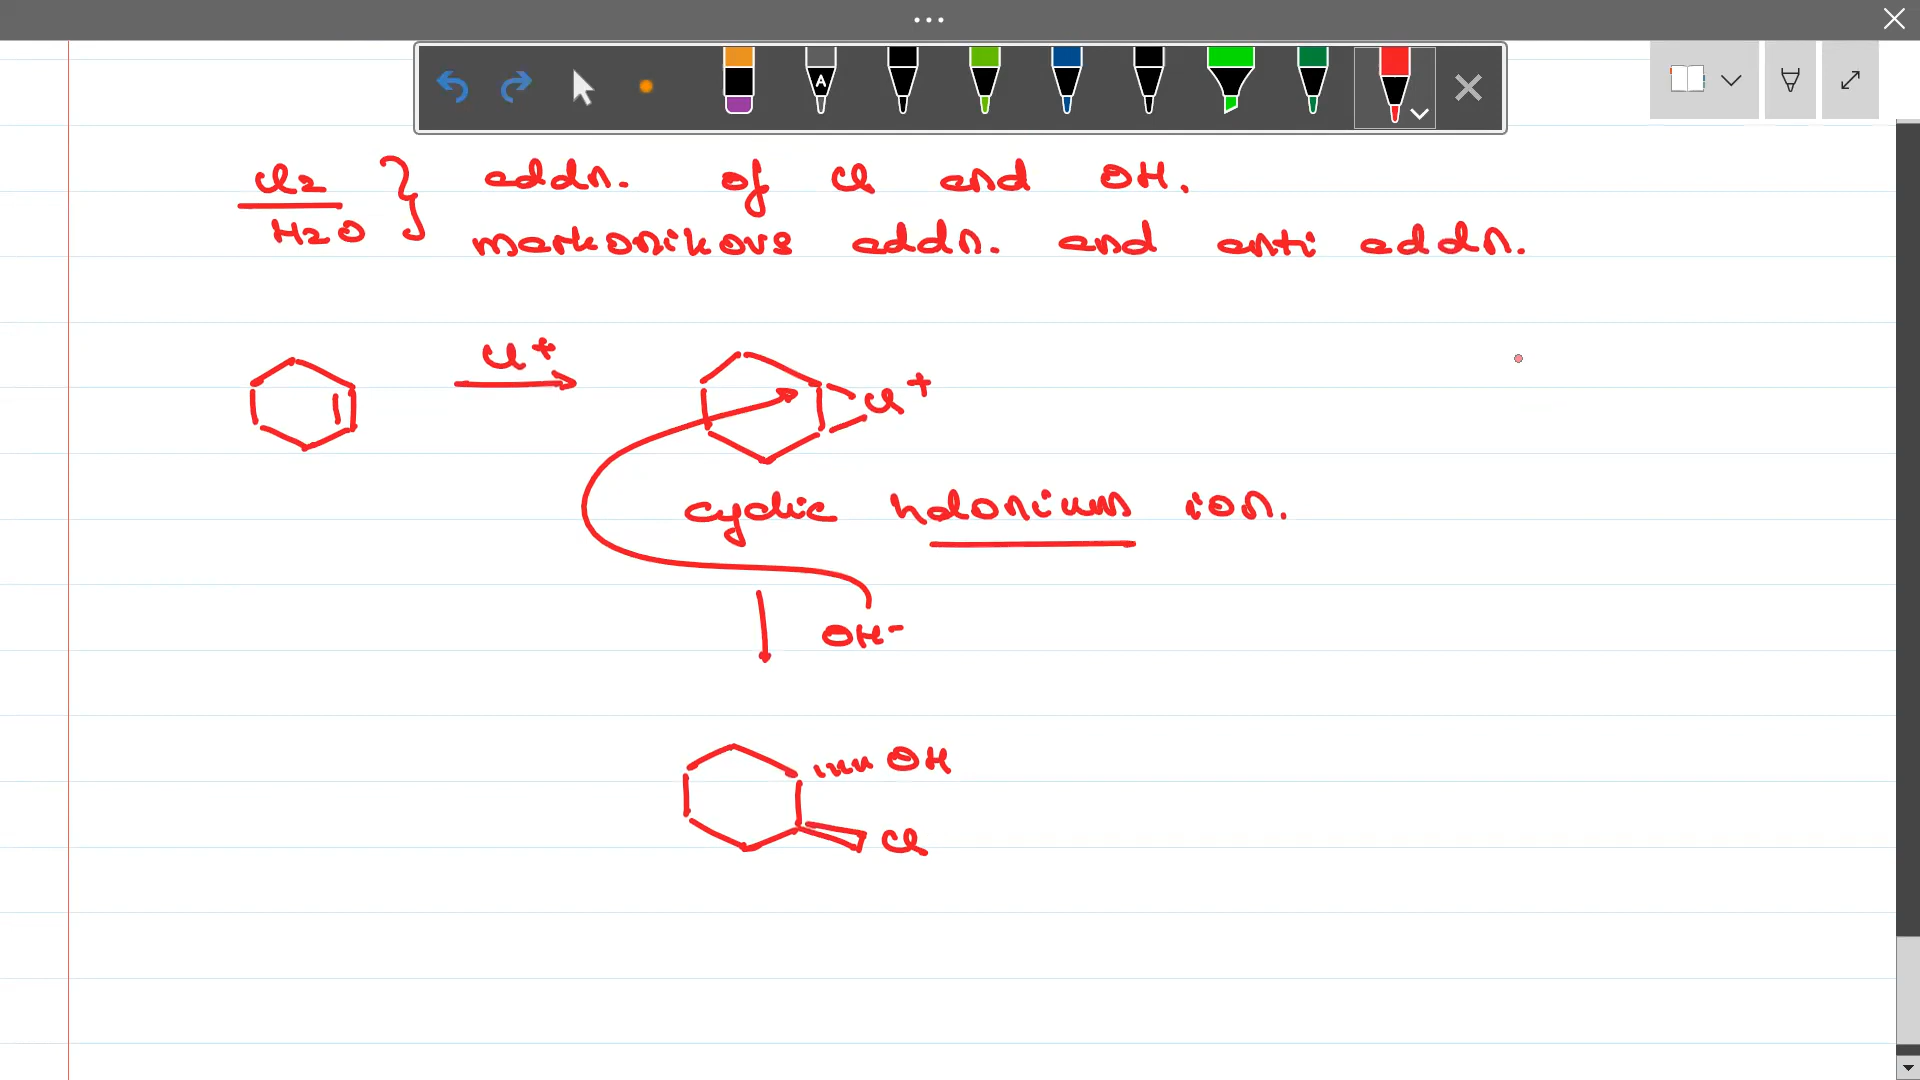 Cl2 } addn. of Cl and OH.
H2O markonikovs addn. and anti addn.
Cl+
Cl+
cyclic halonium ion.
OH-
OH
Cl